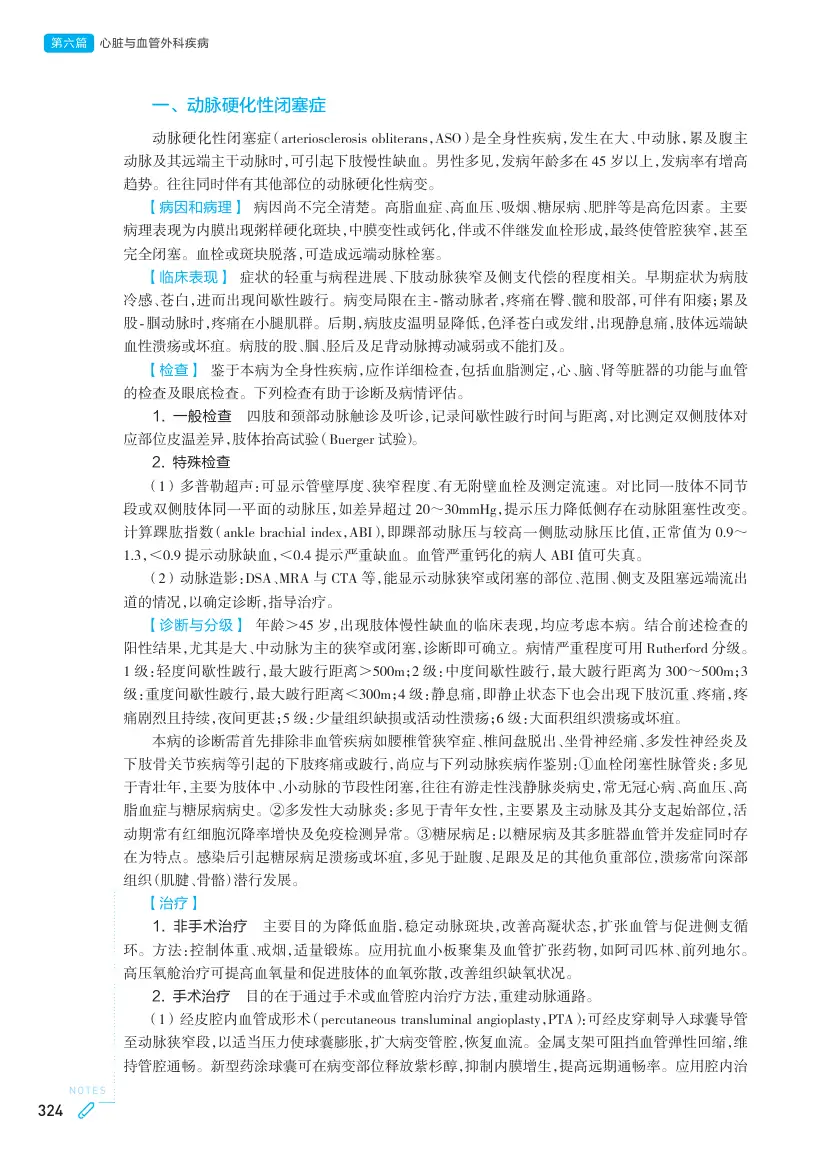 第六篇 心脏与血管外科疾病
一、动脉硬化性闭塞症
动脉硬化性闭塞症(arteriosclerosis obliterans,ASO)是全身性疾病,发生在大、中动脉,累及腹主
动脉及其远端主干动脉时,可引起下肢慢性缺血。男性多见,发病年龄多在 45 岁以上,发病率有增高
趋势。往往同时伴有其他部位的动脉硬化性病变。
【病因和病理】 病因尚不完全清楚。高脂血症、高血压、吸烟、糖尿病、肥胖等是高危因素。主要
病理表现为内膜出现粥样硬化斑块,中膜变性或钙化,伴或不伴继发血栓形成,最终使管腔狭窄,甚至
完全闭塞。血栓或斑块脱落,可造成远端动脉栓塞。
【临床表现】 症状的轻重与病程进展、下肢动脉狭窄及侧支代偿的程度相关。早期症状为病肢
冷感、苍白,进而出现间歇性跛行。病变局限在主-髂动脉者,疼痛在臀、髋和股部,可伴有阳痿;累及
股-腘动脉时,疼痛在小腿肌群。后期,病肢皮温明显降低,色泽苍白或发绀,出现静息痛,肢体远端缺
血性溃疡或坏疽。病肢的股、腘、胫后及足背动脉搏动减弱或不能扪及。
【检查】 鉴于本病为全身性疾病,应作详细检查,包括血脂测定,心、脑、肾等脏器的功能与血管
的检查及眼底检查。下列检查有助于诊断及病情评估。
1. 一般检查 四肢和颈部动脉触诊及听诊,记录间歇性跛行时间与距离,对比测定双侧肢体对
应部位皮温差异,肢体抬高试验(Buerger 试验)。
2. 特殊检查
(1)多普勒超声:可显示管壁厚度、狭窄程度、有无附壁血栓及测定流速。对比同一肢体不同节
段或双侧肢体同一平面的动脉压,如差异超过 20~30mmHg,提示压力降低侧存在动脉阻塞性改变。
计算踝肱指数(ankle brachial index,ABI),即踝部动脉压与较高一侧肱动脉压比值,正常值为 0.9~
1.3,<0.9 提示动脉缺血,<0.4 提示严重缺血。血管严重钙化的病人 ABI 值可失真。
(2)动脉造影:DSA、MRA 与 CTA 等,能显示动脉狭窄或闭塞的部位、范围、侧支及阻塞远端流出
道的情况,以确定诊断,指导治疗。
【诊断与分级】 年龄>45 岁,出现肢体慢性缺血的临床表现,均应考虑本病。结合前述检查的
阳性结果,尤其是大、中动脉为主的狭窄或闭塞,诊断即可确立。病情严重程度可用 Rutherford 分级。
1 级:轻度间歇性跛行,最大跛行距离>500m;2 级:中度间歇性跛行,最大跛行距离为 300~500m;3
级:重度间歇性跛行,最大跛行距离<300m;4 级:静息痛,即静止状态下也会出现下肢沉重、疼痛,疼
痛剧烈且持续,夜间更甚;5 级:少量组织缺损或活动性溃疡;6 级:大面积组织溃疡或坏疽。
本病的诊断需首先排除非血管疾病如腰椎管狭窄症、椎间盘脱出、坐骨神经痛、多发性神经炎及
下肢骨关节疾病等引起的下肢疼痛或跛行,尚应与下列动脉疾病作鉴别:①血栓闭塞性脉管炎:多见
于青壮年,主要为肢体中、小动脉的节段性闭塞,往往有游走性浅静脉炎病史,常无冠心病、高血压、高
脂血症与糖尿病病史。②多发性大动脉炎:多见于青年女性,主要累及主动脉及其分支起始部位,活
动期常有红细胞沉降率增快及免疫检测异常。③糖尿病足:以糖尿病及其多脏器血管并发症同时存
在为特点。感染后引起糖尿病足溃疡或坏疽,多见于趾腹、足跟及足的其他负重部位,溃疡常向深部
组织(肌腱、骨骼)潜行发展。
【治疗】
1. 非手术治疗 主要目的为降低血脂,稳定动脉斑块,改善高凝状态,扩张血管与促进侧支循
环。方法:控制体重、戒烟,适量锻炼。应用抗血小板聚集及血管扩张药物,如阿司匹林、前列地尔。
高压氧舱治疗可提高血氧量和促进肢体的血氧弥散,改善组织缺氧状况。
2. 手术治疗 目的在于通过手术或血管腔内治疗方法,重建动脉通路。
(1)经皮腔内血管成形术(percutaneous transluminal angioplasty,PTA):可经皮穿刺导入球囊导管
至动脉狭窄段,以适当压力使球囊膨胀,扩大病变管腔,恢复血流。金属支架可阻挡血管弹性回缩,维
持管腔通畅。新型药涂球囊可在病变部位释放紫杉醇,抑制内膜增生,提高远期通畅率。应用腔内治
NOTES
324